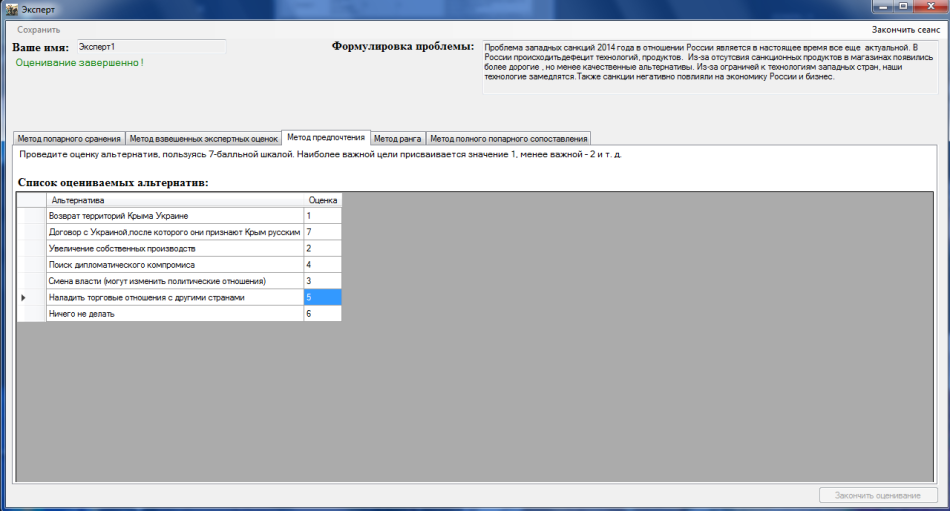 Эксперт
Сохранить
Закончить сеанс
Ваше имя: Эксперт1
Оценивание завершено!
Формулировка проблемы:
Проблема западных санкций 2014 года в отношении России является в настоящее время все еще актуальной. В
России происходитьдефецит технологий, продуктов. Из-за отсутсвия санкционных продуктов в магазинах появились
более дорогие , но менее качественные альтернативы. Из-за ограничей к технологиям западных стран, наши
технологие замедлятся.Также санкции негативно повлияли на экономику России и бизнес.
Метод попарного сранения
Метод взвешенных экспертных оценок
Метод предпочтения
Метод ранга
Метод полного попарного сопоставления
Проведите оценку альтернатив, пользуясь 7-балльной шкалой. Наиболее важной цели присваивается значение 1, менее важной - 2 и т. д.
Список оцениваемых альтернатив:
Альтернатива Оценка
Возврат территорий Крыма Украине 1
Договор с Украиной,после которого они признают Крым русским 7
Увеличение собственных производств 2
Поиск дипломатического компромиса 4
Смена власти (могут изменить политические отношения) 3
Наладить торговые отношения с другими странами 5
Ничего не делать 6
Закончить оценивание